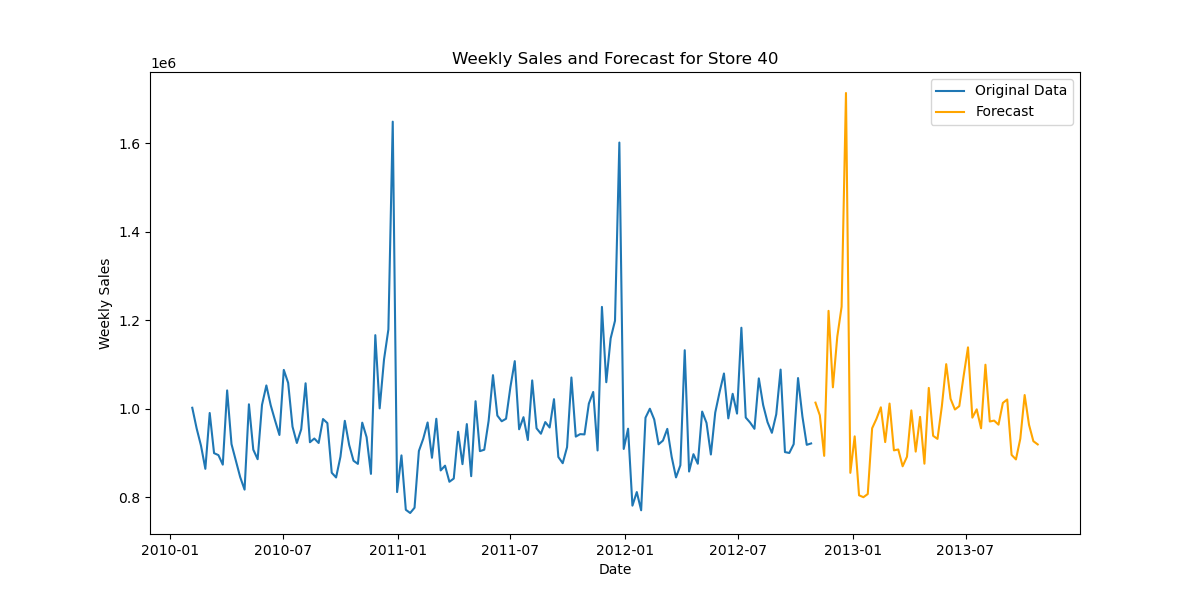 Weekly Sales and Forecast for Store 40
1e6
Original Data
Forecast
1.6
1.4
1.2
1.0
0.8
Weekly Sales
2010-01 2010-07 2011-01 2011-07 2012-01 2012-07 2013-01 2013-07
Date